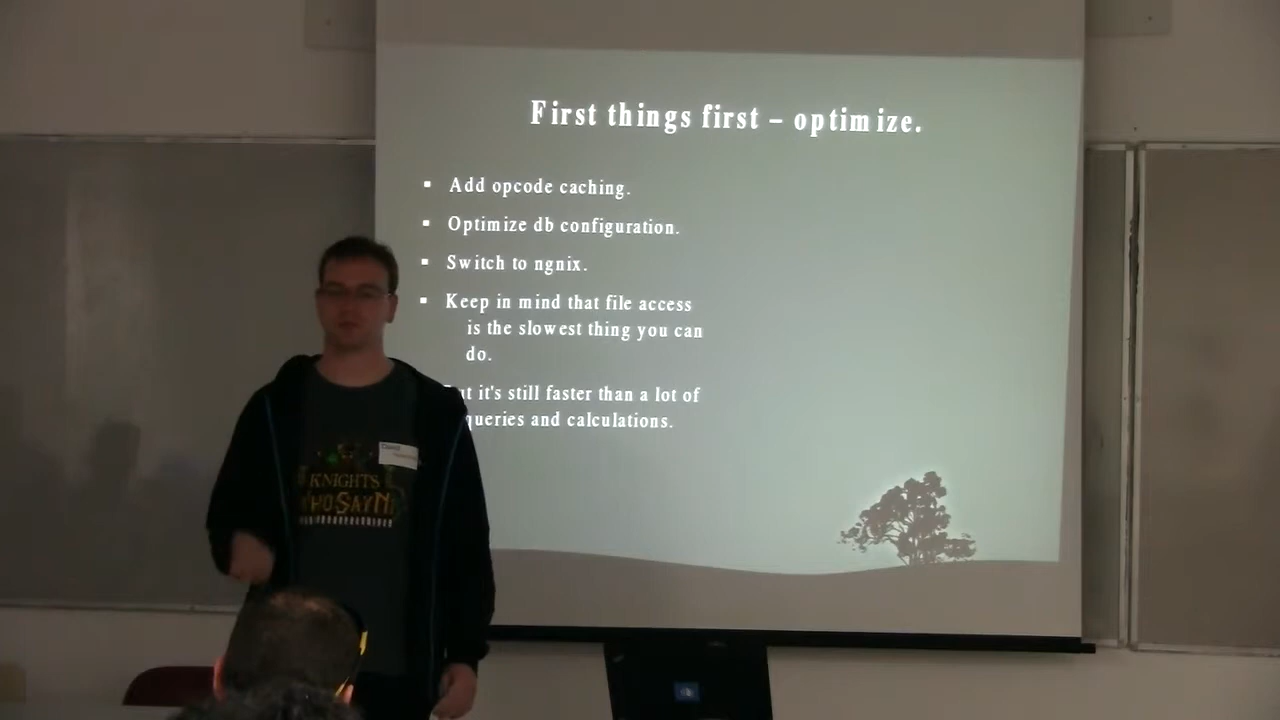 First things first – optimize.
▪ Add opcode caching.
▪ Optimize db configuration.
▪ Switch to ngnix.
▪ Keep in mind that file access
is the slowest thing you can
do.
it's still faster than a lot of
queries and calculations.
KNIGHTS